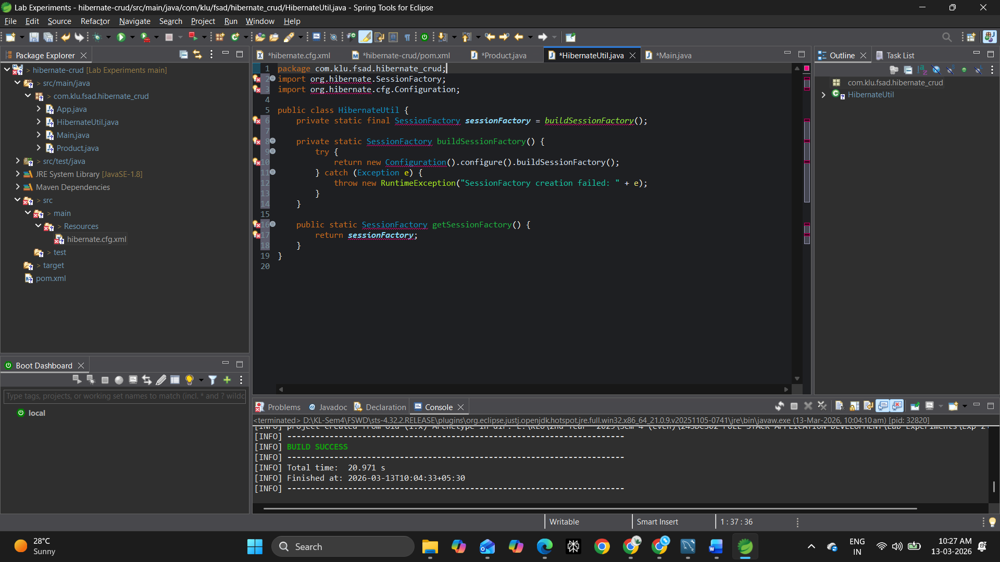 Lab Experiments - hibernate-crud/src/main/java/com/klu/fsad/hibernate_crud/HibernateUtil.java - Spring Tools for Eclipse
File Edit Source Refactor Navigate Search Project Run Window Help
Package Explorer
hibernate-crud [Lab Experiments main]
src/main/java
com.klu.fsad.hibernate_crud
App.java
HibernateUtil.java
Main.java
Product.java
src/test/java
JRE System Library [JavaSE-1.8]
Maven Dependencies
src
main
Resources
hibernate.cfg.xml
test
target
pom.xml
Boot Dashboard
Type tags, projects, or working set names to match (incl. * and ? wildc
local
*hibernate.cfg.xml *hibernate-crud/pom.xml *Product.java *HibernateUtil.java *Main.java
1 package com.klu.fsad.hibernate_crud;
2 import org.hibernate.SessionFactory;
3 import org.hibernate.cfg.Configuration;
4
5 public class HibernateUtil {
6 private static final SessionFactory sessionFactory = buildSessionFactory();
7
8 private static SessionFactory buildSessionFactory() {
9 try {
10 return new Configuration().configure().buildSessionFactory();
11 } catch (Exception e) {
12 throw new RuntimeException("SessionFactory creation failed: " + e);
13 }
14 }
15
16 public static SessionFactory getSessionFactory() {
17 return sessionFactory;
18 }
19 }
20
Outline Task List
com.klu.fsad.hibernate_crud
HibernateUtil
Problems Javadoc Declaration Console
<terminated> D:\KL-Sem4\FSWD\sts-4.32.2.RELEASE\plugins\org.eclipse.justj.openjdk.hotspot.jre.full.win32.x86_64_21.0.9.v20251105-0741\jre\bin\javaw.exe (13-Mar-2026, 10:04:10 am) [pid: 32820]
[INFO] ------------------------------------------------------------------------
[INFO] BUILD SUCCESS
[INFO] ------------------------------------------------------------------------
[INFO] Total time: 20.971 s
[INFO] Finished at: 2026-03-13T10:04:33+05:30
[INFO] ------------------------------------------------------------------------
Writable Smart Insert 1 : 37 : 36
28°C
Sunny
Search
ENG
IN
10:27 AM
13-03-2026